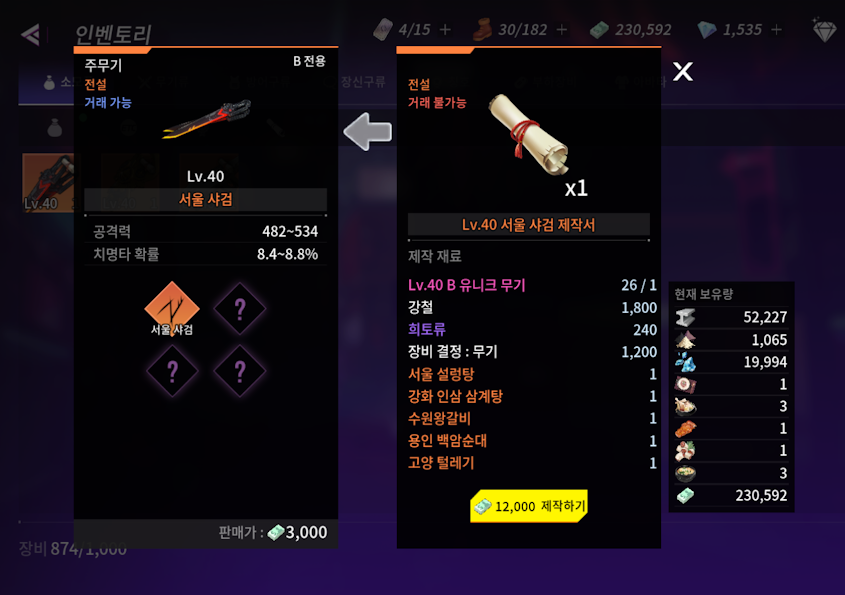 인벤토리
4/15 +
30/182 +
230,592
1,535 +
주무기
B 전용
전설
거래 가능
Lv.40
서울 샤검
공격력 482~534
치명타 확률 8.4~8.8%
서울 샤검
?
?
?
판매가 : 3,000
전설
거래 불가능
x1
Lv.40 서울 샤검 제작서
제작 재료
Lv.40 B 유니크 무기 26 / 1
강철 1,800
희토류 240
장비 결정 : 무기 1,200
서울 설렁탕 1
강화 인삼 삼계탕 1
수원왕갈비 1
용인 백암순대 1
고양 털레기 1
12,000 제작하기
X
현재 보유량
52,227
1,065
19,994
1
3
1
1
3
230,592
장신구류
Lv.40
장비 874/1,000